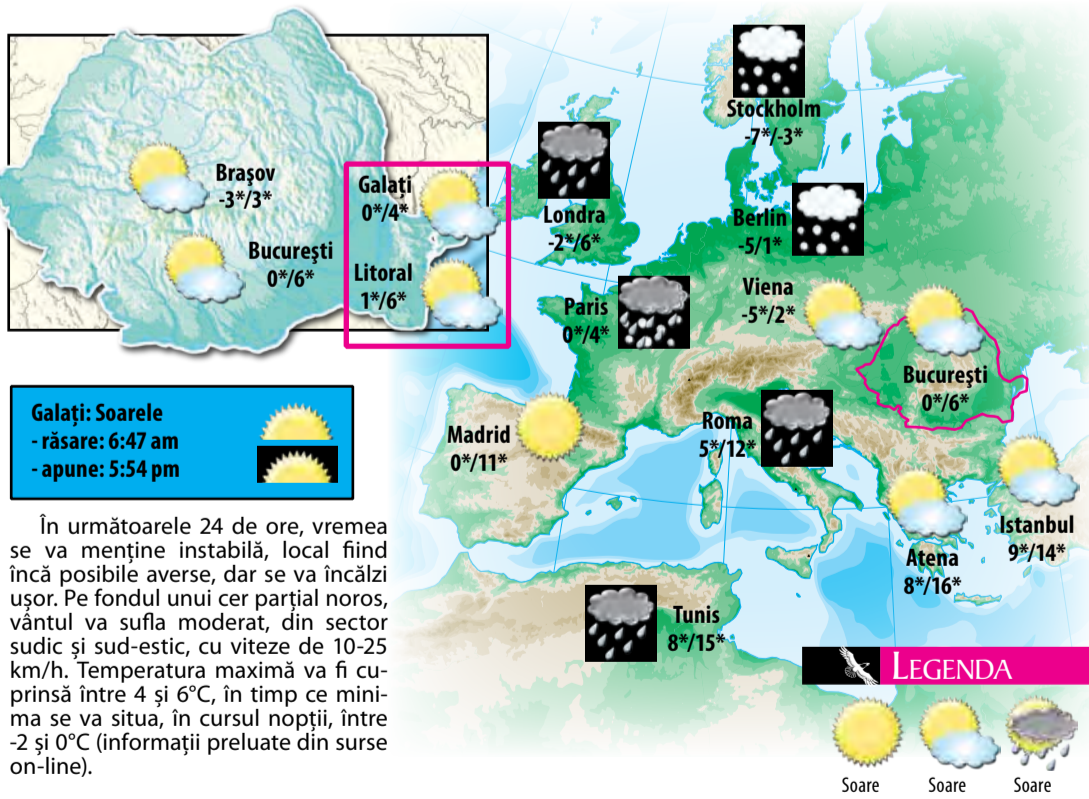 Brașov
-3*/3*
București
0*/6*
Galați
0*/4*
Litoral
1*/6*
Stockholm
-7*/-3*
Londra
-2*/6*
Berlin
-5/1*
Paris
0*/4*
Viena
-5*/2*
București
0*/6*
Madrid
0*/11*
Roma
5*/12*
Istanbul
9*/14*
Atena
8*/16*
Tunis
8*/15*
Galați: Soarele
- răsare: 6:47 am
- apune: 5:54 pm
În următoarele 24 de ore, vremea
se va menține instabilă, local fiind
încă posibile averse, dar se va încălzi
ușor. Pe fondul unui cer parțial noros,
vântul va sufla moderat, din sector
sudic și sud-estic, cu viteze de 10-25
km/h. Temperatura maximă va fi cu-
prinsă între 4 și 6°C, în timp ce mini-
ma se va situa, în cursul nopții, între
-2 și 0°C (informații preluate din surse
on-line).
LEGENDA
Soare
Soare
Soare